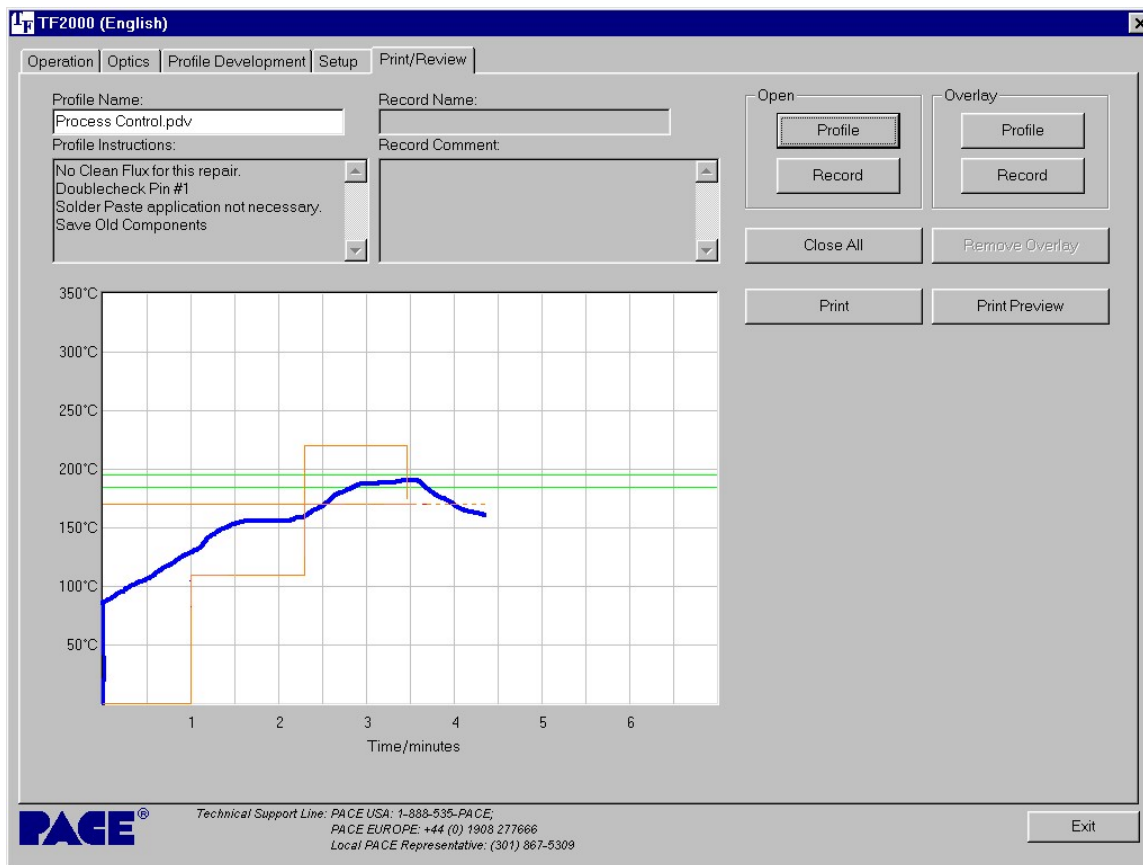 TF TF2000 (English)
Operation Optics Profile Development Setup Print/Review
Profile Name:
Process Control.pdv
Profile Instructions:
No Clean Flux for this repair.
Doublecheck Pin #1
Solder Paste application not necessary.
Save Old Components
Record Name:
Record Comment:
Open
Profile
Record
Overlay
Profile
Record
Close All
Remove Overlay
Print
Print Preview
350°C
300°C
250°C
200°C
150°C
100°C
50°C
1 2 3 4 5 6
Time/minutes
PACE®
Technical Support Line: PACE USA: 1-888-535-PACE;
PACE EUROPE: +44 (0) 1908 277666
Local PACE Representative: (301) 867-5309
Exit